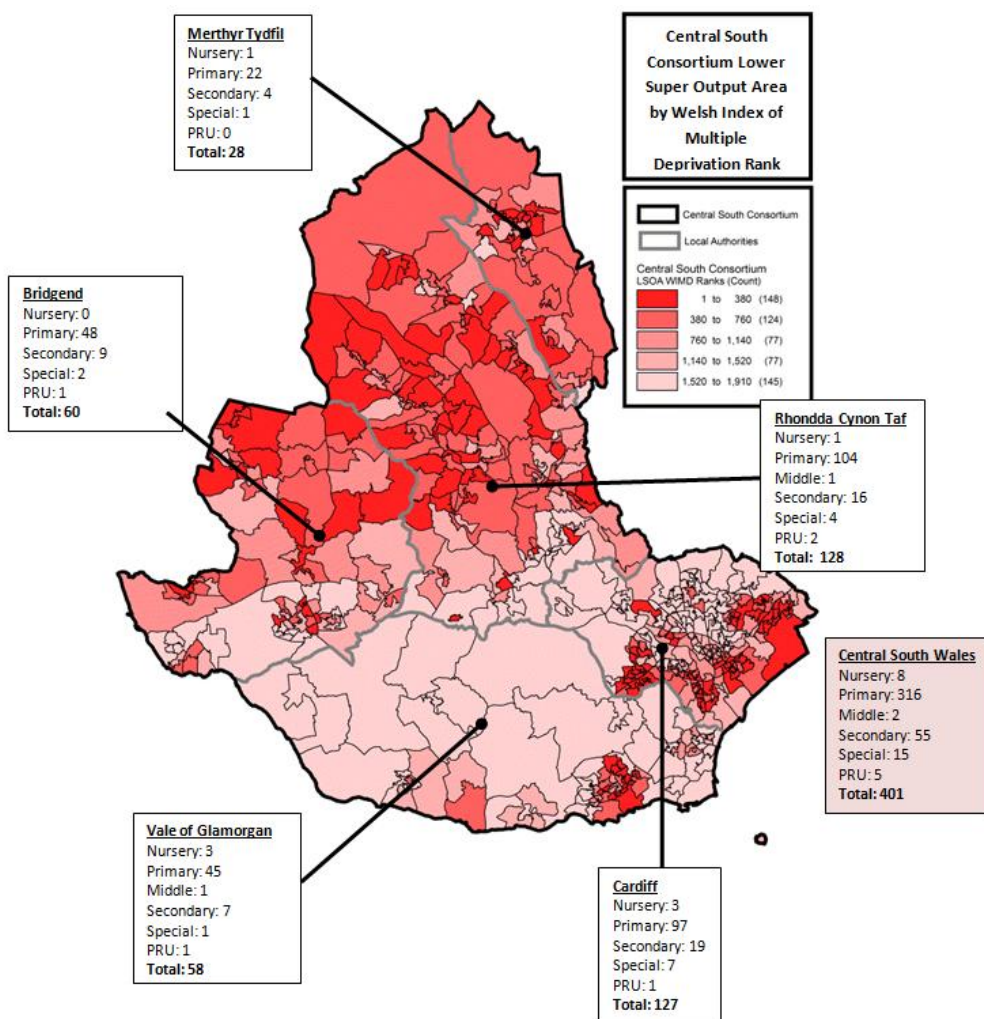 Merthyr Tydfil
Nursery: 1
Primary: 22
Secondary: 4
Special: 1
PRU: 0
Total: 28
Central South
Consortium Lower
Super Output Area
by Welsh Index of
Multiple
Deprivation Rank
Central South Consortium
Local Authorities
Central South Consortium
LSOA WIMD Ranks (Count)
1 to 380 (148)
380 to 760 (124)
760 to 1,140 (77)
1,140 to 1,520 (77)
1,520 to 1,910 (145)
Bridgend
Nursery: 0
Primary: 48
Secondary: 9
Special: 2
PRU: 1
Total: 60
Rhondda Cynon Taf
Nursery: 1
Primary: 104
Middle: 1
Secondary: 16
Special: 4
PRU: 2
Total: 128
Central South Wales
Nursery: 8
Primary: 316
Middle: 2
Secondary: 55
Special: 15
PRU: 5
Total: 401
Vale of Glamorgan
Nursery: 3
Primary: 45
Middle: 1
Secondary: 7
Special: 1
PRU: 1
Total: 58
Cardiff
Nursery: 3
Primary: 97
Secondary: 19
Special: 7
PRU: 1
Total: 127